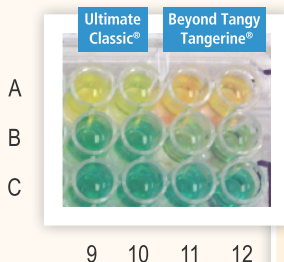 Ultimate
Classic®
Beyond Tangy
Tangerine®
A
B
C
9 10 11 12